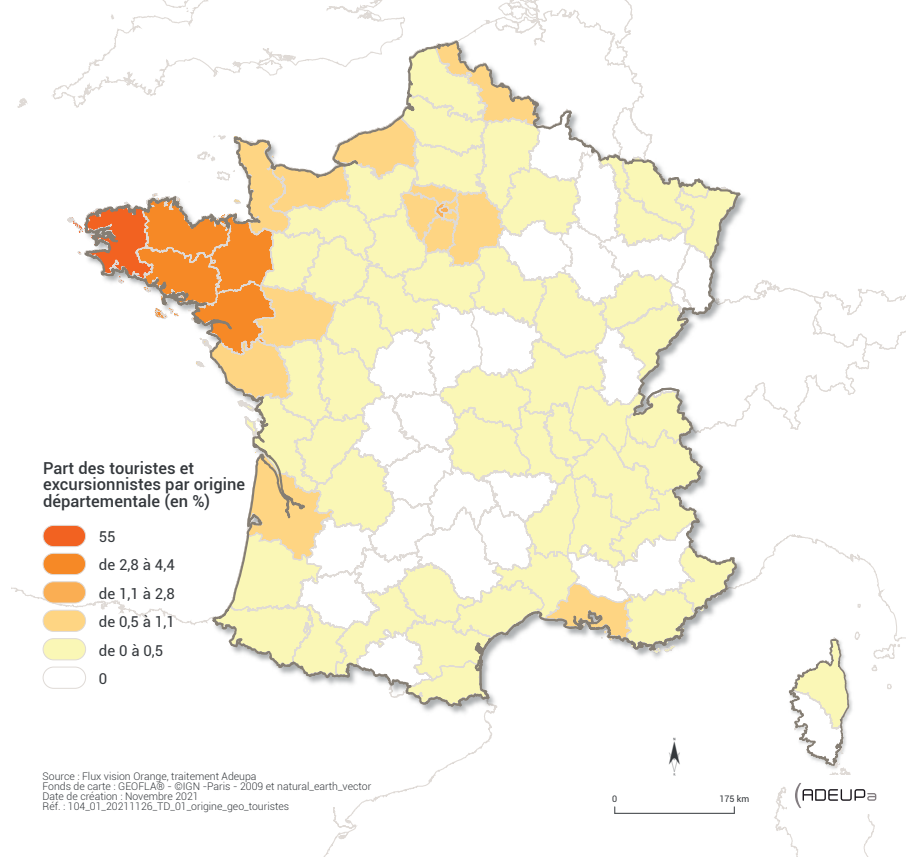 Part des touristes et
excursionnistes par origine
départementale (en %)
55
de 2,8 à 4,4
de 1,1 à 2,8
de 0,5 à 1,1
de 0 à 0,5
0
Source : Flux vision Orange, traitement Adeupa
Fonds de carte : GEOFLA® - ©IGN -Paris - 2009 et natural_earth_vector
Date de création : Novembre 2021
Réf. : 104_01_20211126_TD_01_origine_geo_touristes
0 175 km
ADEUPa